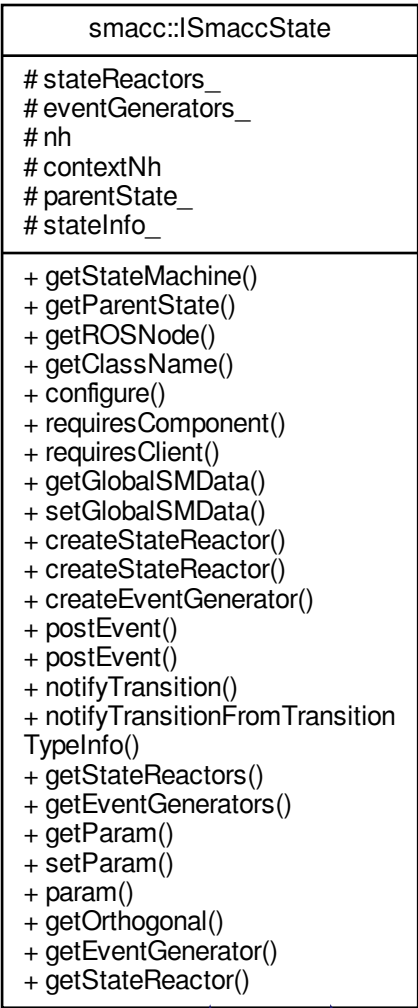 smacc::ISmaccState
# stateReactors_
# eventGenerators_
# nh
# contextNh
# parentState_
# stateInfo_
+ getStateMachine()
+ getParentState()
+ getROSNode()
+ getClassName()
+ configure()
+ requiresComponent()
+ requiresClient()
+ getGlobalSMData()
+ setGlobalSMData()
+ createStateReactor()
+ createStateReactor()
+ createEventGenerator()
+ postEvent()
+ postEvent()
+ notifyTransition()
+ notifyTransitionFromTransition
TypeInfo()
+ getStateReactors()
+ getEventGenerators()
+ getParam()
+ setParam()
+ param()
+ getOrthogonal()
+ getEventGenerator()
+ getStateReactor()